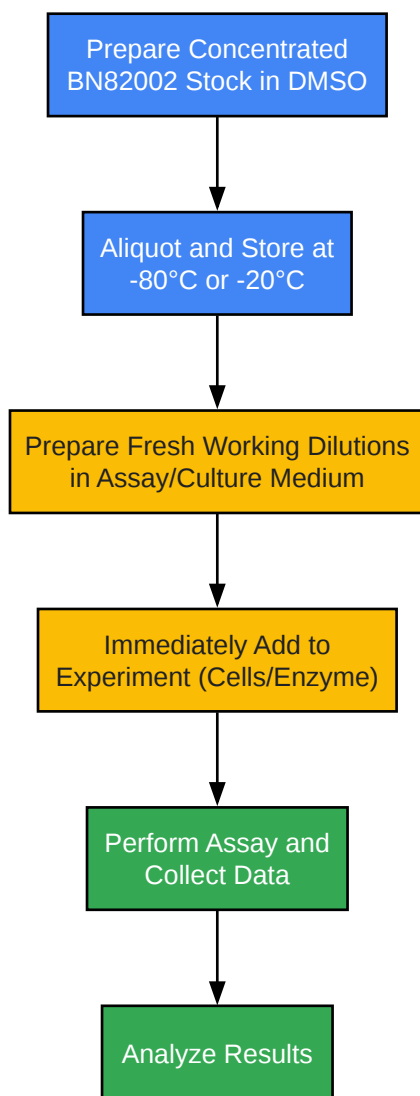 Prepare Concentrated
BN82002 Stock in DMSO
Aliquot and Store at
-80°C or -20°C
Prepare Fresh Working Dilutions
in Assay/Culture Medium
Immediately Add to
Experiment (Cells/Enzyme)
Perform Assay and
Collect Data
Analyze Results